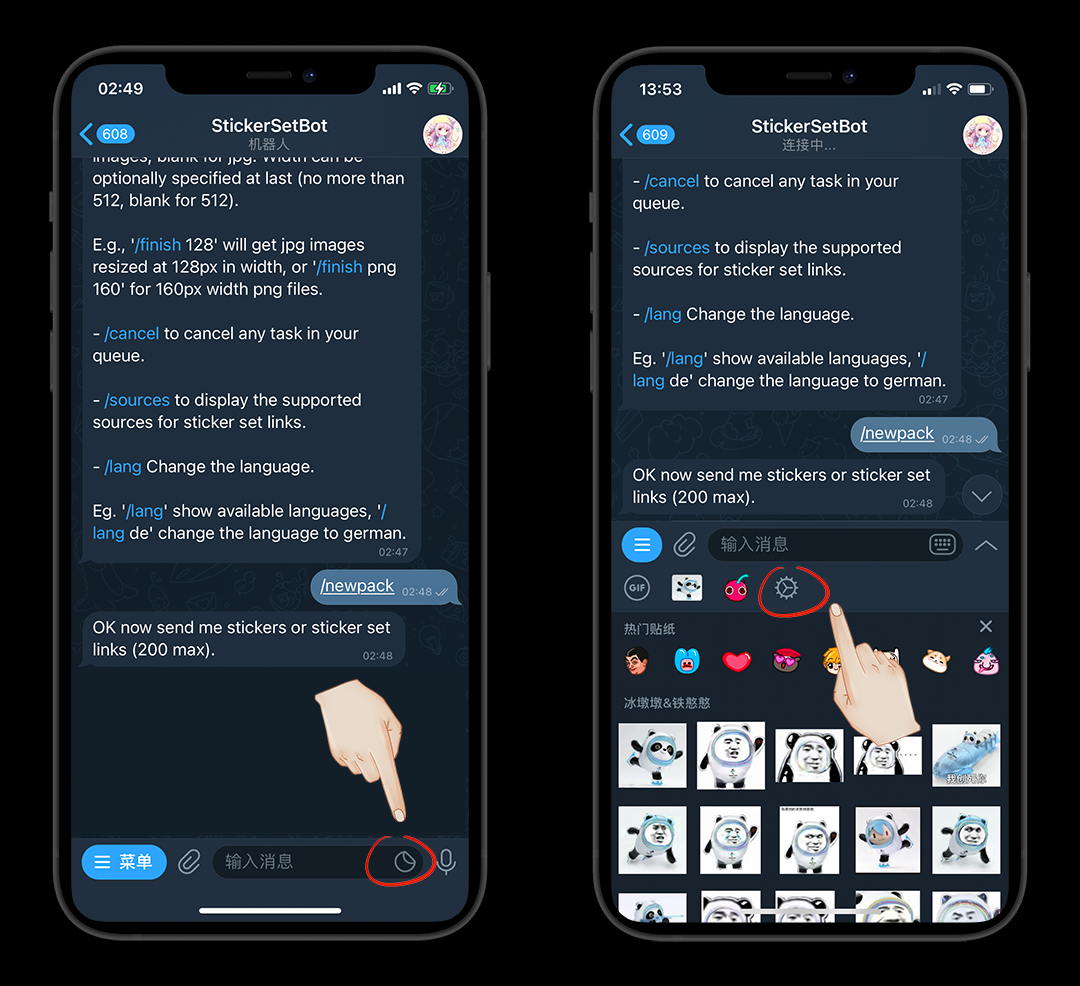 02:49
608
StickerSetBot
机器人
images, blank for jpg. Width can be
optionally specified at last (no more than
512, blank for 512).
E.g., '/finish 128' will get jpg images
resized at 128px in width, or '/finish png
160' for 160px width png files.
- /cancel to cancel any task in your
queue.
- /sources to display the supported
sources for sticker set links.
- /lang Change the language.
Eg. '/lang' show available languages, '/
lang de' change the language to german.
02:47
/newpack 02:48
OK now send me stickers or sticker set
links (200 max).
02:48
菜单
输入消息
13:53
609
StickerSetBot
连接中...
- /cancel to cancel any task in your
queue.
- /sources to display the supported
sources for sticker set links.
- /lang Change the language.
Eg. '/lang' show available languages, '/
lang de' change the language to german.
02:47
/newpack 02:48
OK now send me stickers or sticker set
links (200 max).
02:48
输入消息
GIF
热门贴纸
冰墩墩&铁憨憨